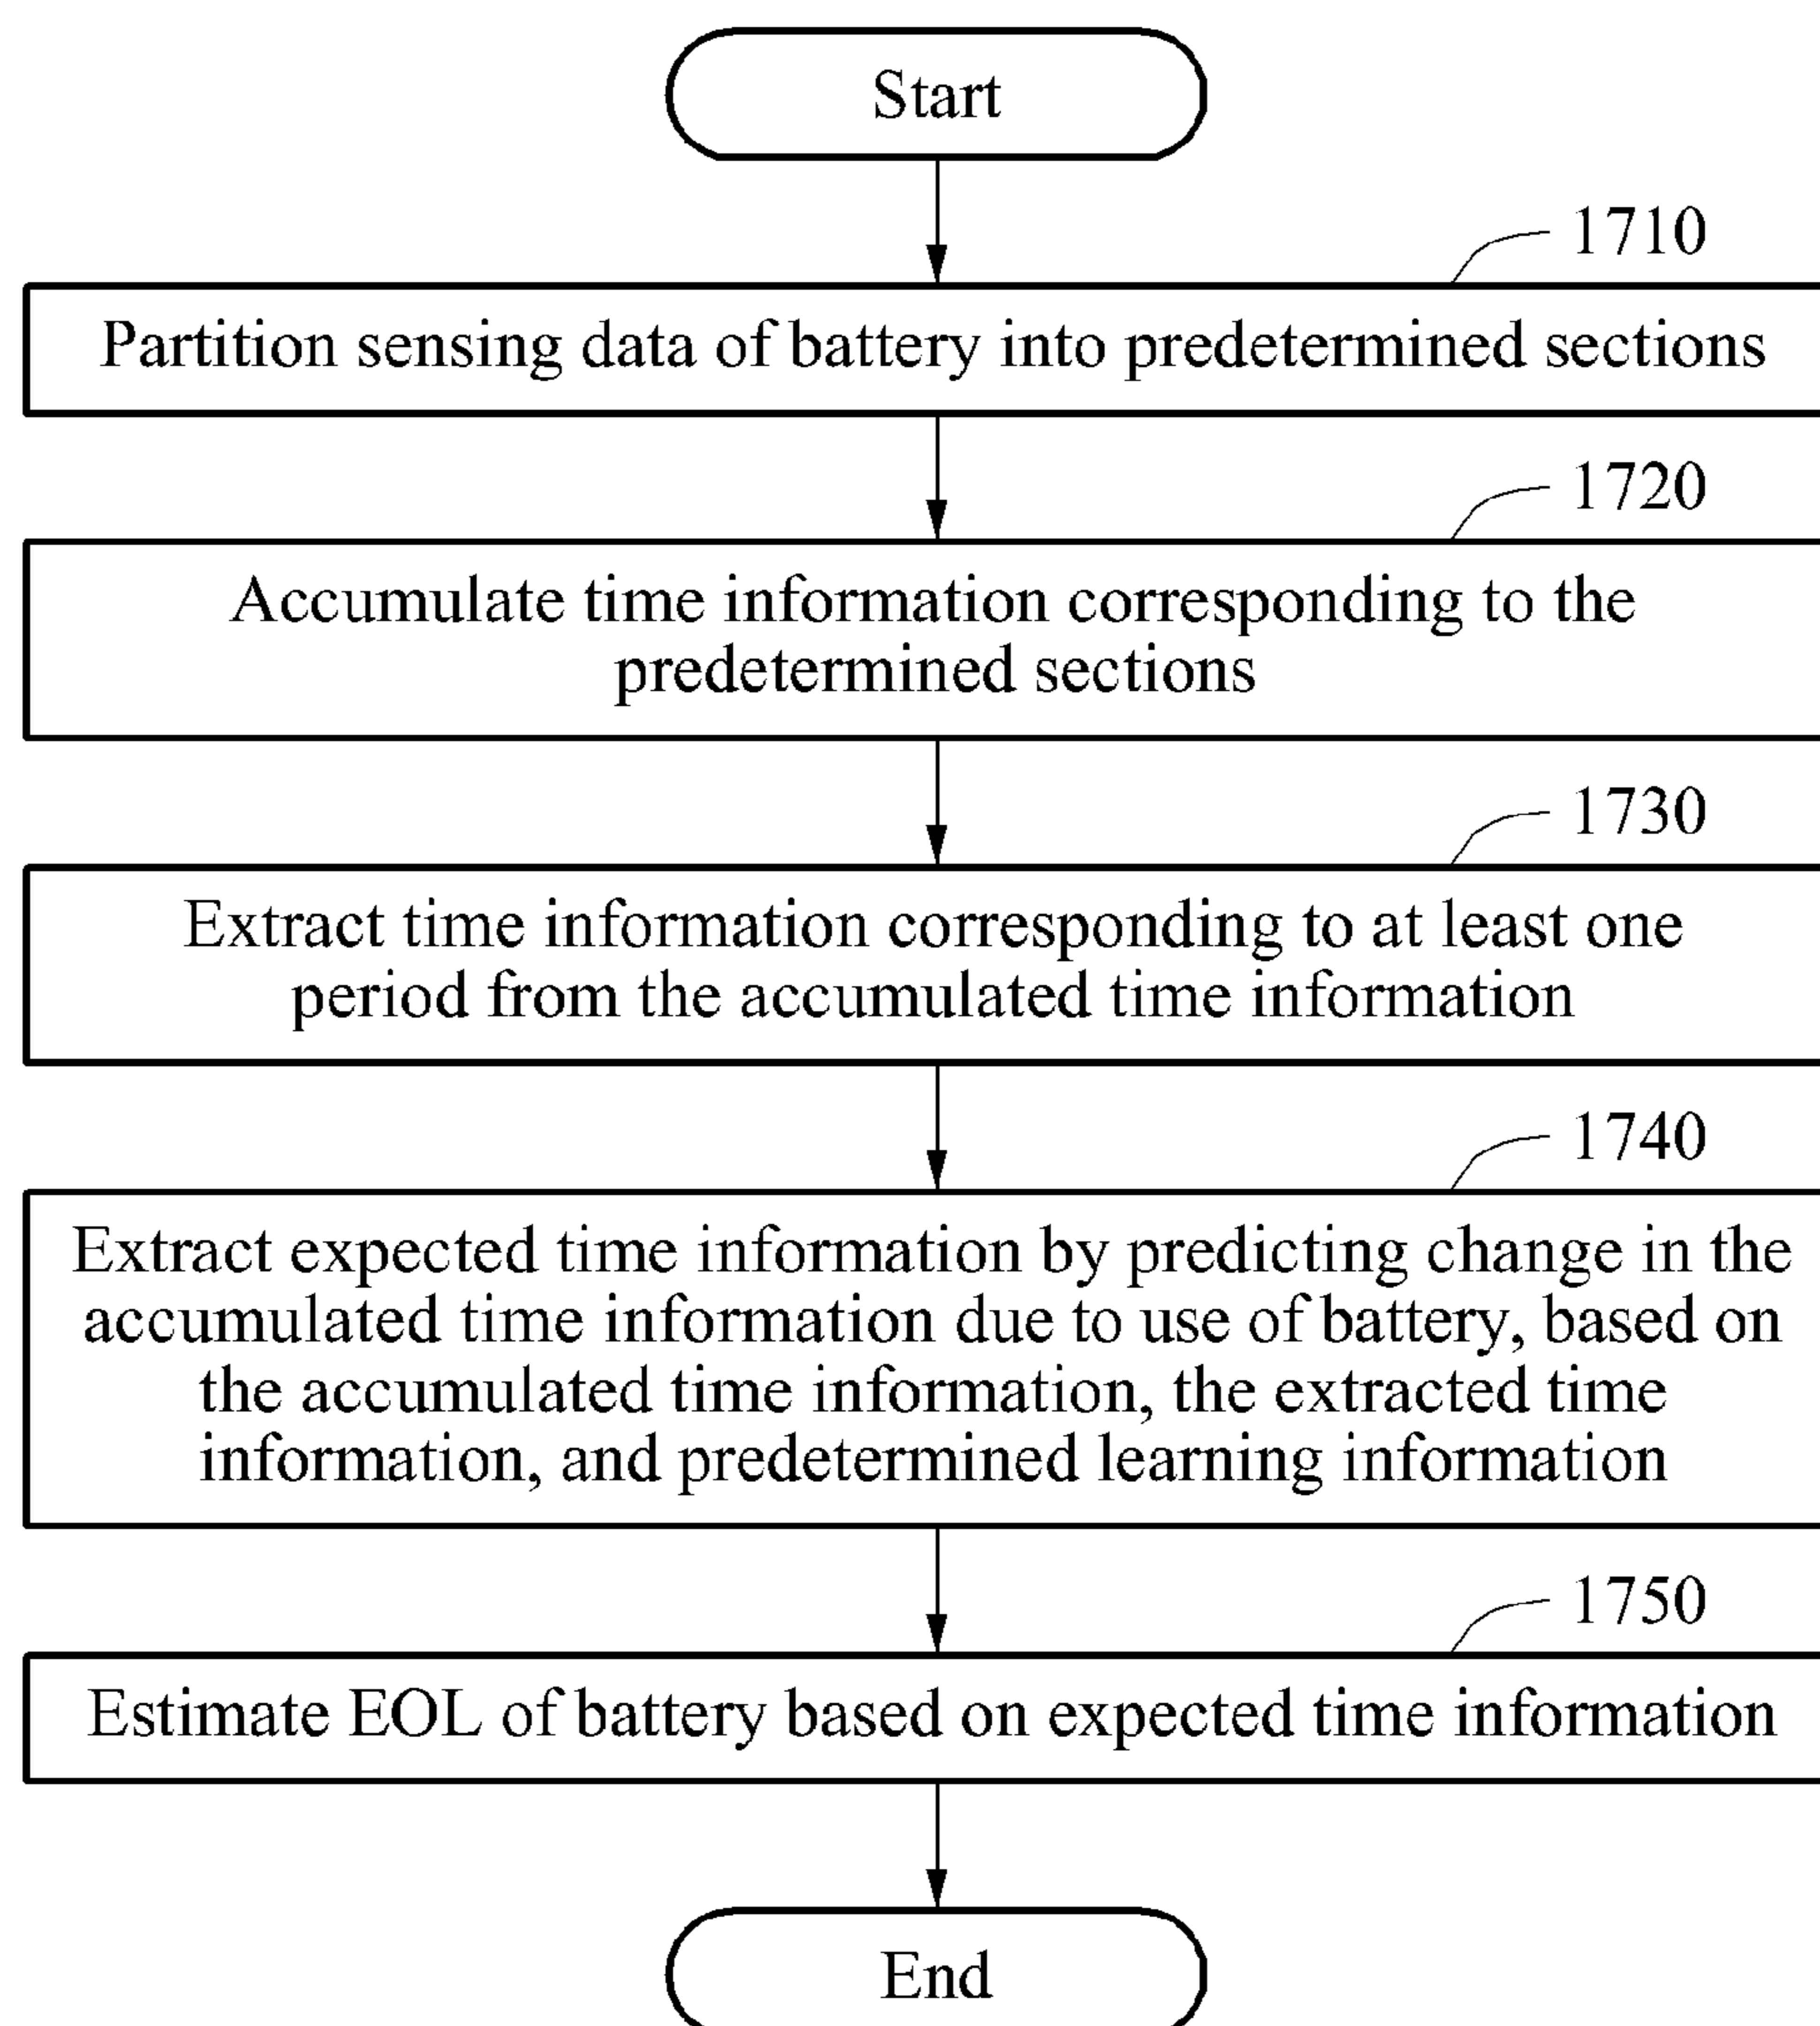 Start
1710
Partition sensing data of battery into predetermined sections
1720
Accumulate time information corresponding to the
predetermined sections
1730
Extract time information corresponding to at least one
period from the accumulated time information
1740
Extract expected time information by predicting change in the
accumulated time information due to use of battery, based on
the accumulated time information, the extracted time
information, and predetermined learning information
1750
Estimate EOL of battery based on expected time information
End